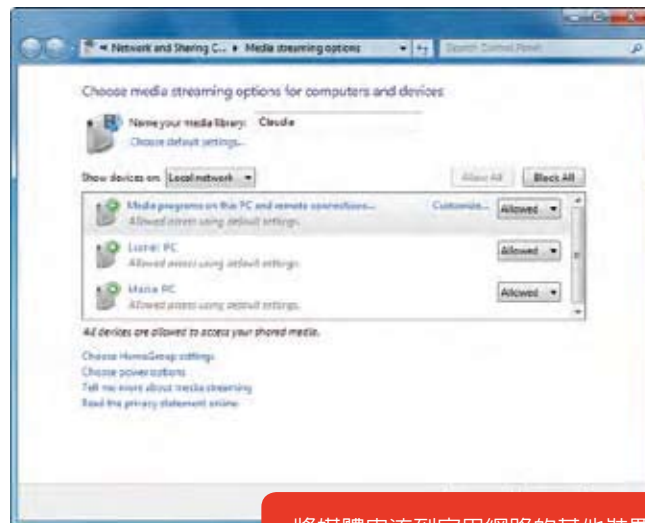 Network and Sharing C... ▸ Media streaming options
Search Control Panel
Choose media streaming options for computers and devices
Name your media library: Claudia
Choose default settings...
Show devices on: Local network
Allow All
Block All
Media programs on this PC and remote connections...
Customize...
Allowed
Allowed access using default settings.
PC
Allowed
Allowed access using default settings.
Maria PC
Allowed
Allowed access using default settings.
All devices are allowed to access your shared media.
Choose HomeGroup settings
Choose power options
Tell me more about media streaming
Read the privacy statement online